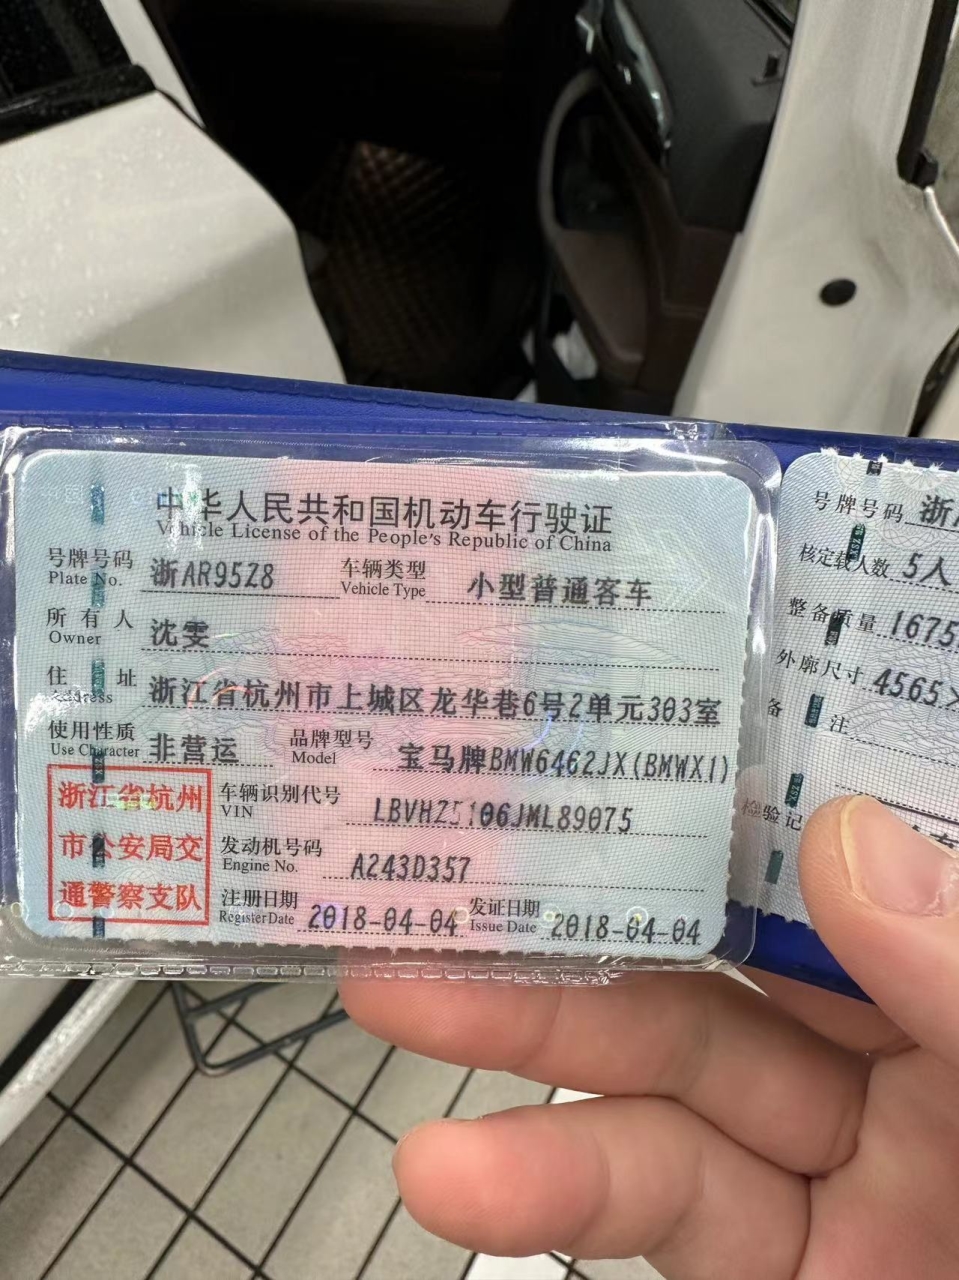 中华人民共和国机动车行驶证
Vehicle License of the People's Republic of China
号牌号码 浙AR95Z8 车辆类型 小型普通客车
Plate No. Vehicle Type
所有人 沈雯
Owner
住址 浙江省杭州市上城区龙华巷6号2单元303室
Address
使用性质 非营运 品牌型号 宝马牌BMW6462JX(BMWX1)
Use Character Model
浙江省杭州
市公安局交
通警察支队
车辆识别代号 LBVHZ5106JML89075
VIN
发动机号码 A243D357
Engine No.
注册日期 2018-04-04 发证日期 2018-04-04
Register Date Issue Date
号牌号码 浙
核定载人数 5人
整备质量 1675
外廓尺寸 4565×
备注
检验记